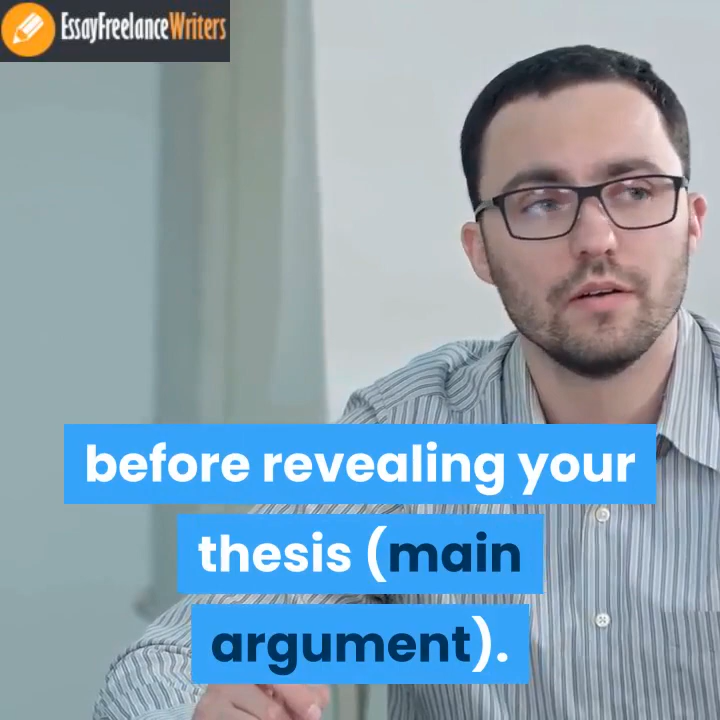 EssayFreelanceWriters
before revealing your
thesis (main
argument).